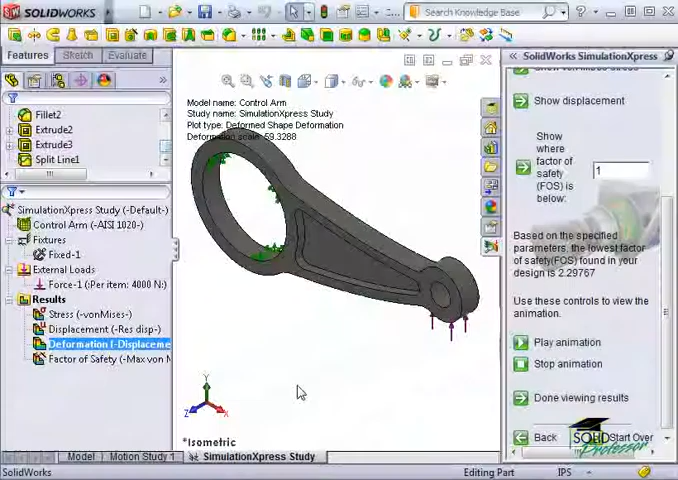 SOLIDWORKS
Search Knowledge Base
Features
Sketch
Evaluate
SolidWorks SimulationXpress
Fillet2
Extrude2
Extrude3
Split Line1
SimulationXpress Study (-Default-)
Control Arm (-AISI 1020-)
Fixtures
Fixed-1
External Loads
Force-1 (:Per item: 4000 N:)
Results
Stress (-vonMises-)
Displacement (-Res disp-)
Deformation (-Displaceme
Factor of Safety (-Max von M
Model name: Control Arm
Study name: SimulationXpress Study
Plot type: Deformed Shape Deformation
Deformation scale: 59.3288
Y
X
Z
*Isometric
Show displacement
Show
where
factor of
safety
(FOS) is
below:
1
Based on the specified
parameters, the lowest factor
of safety(FOS) found in your
design is 2.29767
Use these controls to view the
animation.
Play animation
Stop animation
Done viewing results
Back
Start Over
SOLID
Professor
Model
Motion Study 1
SimulationXpress Study
SolidWorks
Editing Part
IPS